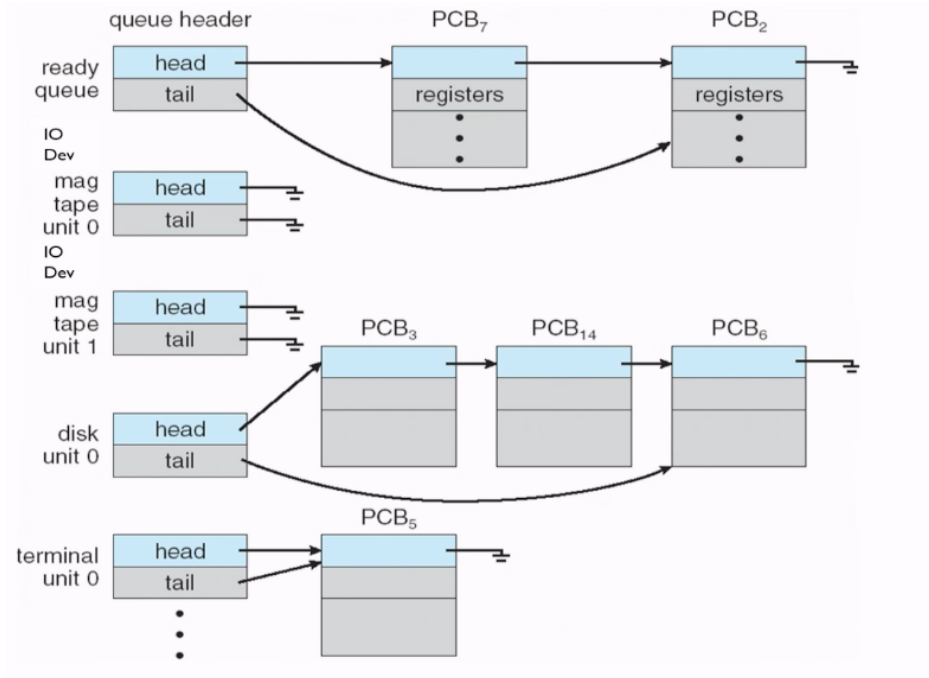 queue header
PCB₇
PCB₂
ready
queue
head
tail
registers
registers
IO
Dev
mag
tape
unit 0
head
tail
IO
Dev
mag
tape
unit 1
head
tail
PCB₃
PCB₁₄
PCB₆
disk
unit 0
head
tail
PCB₅
terminal
unit 0
head
tail